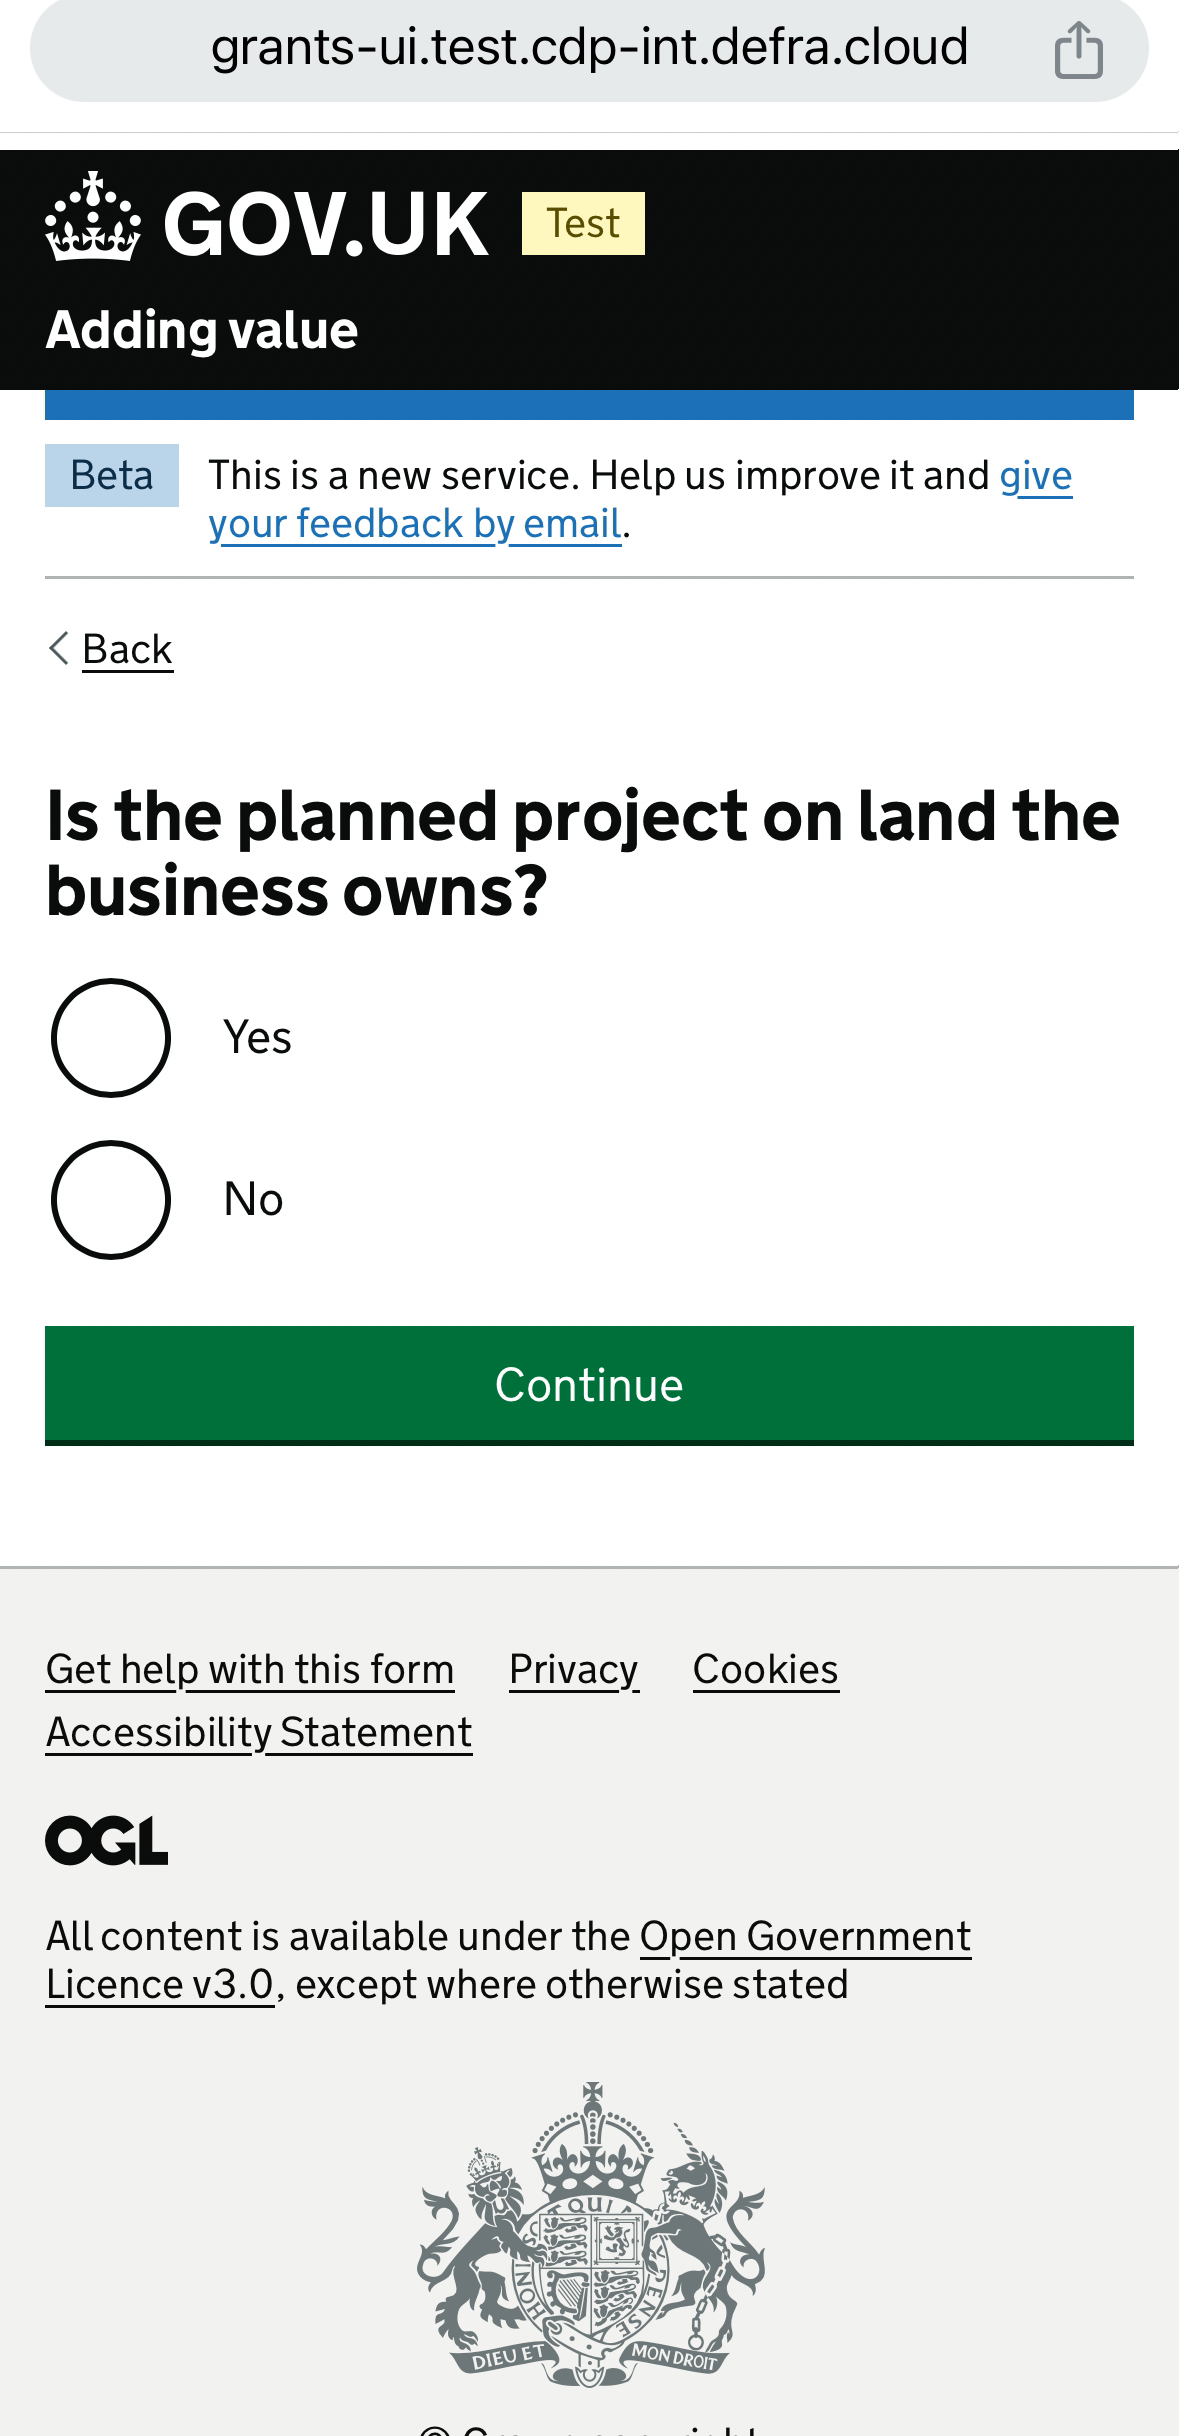 grants-ui.test.cdp-int.defra.cloud
GOV.UK Test
Adding value
Beta This is a new service. Help us improve it and give
your feedback by email.
Back
Is the planned project on land the
business owns?
Yes
No
Continue
Get help with this form Privacy Cookies
Accessibility Statement
OGL
All content is available under the Open Government
Licence v3.0, except where otherwise stated
DIEU ET MON DROIT